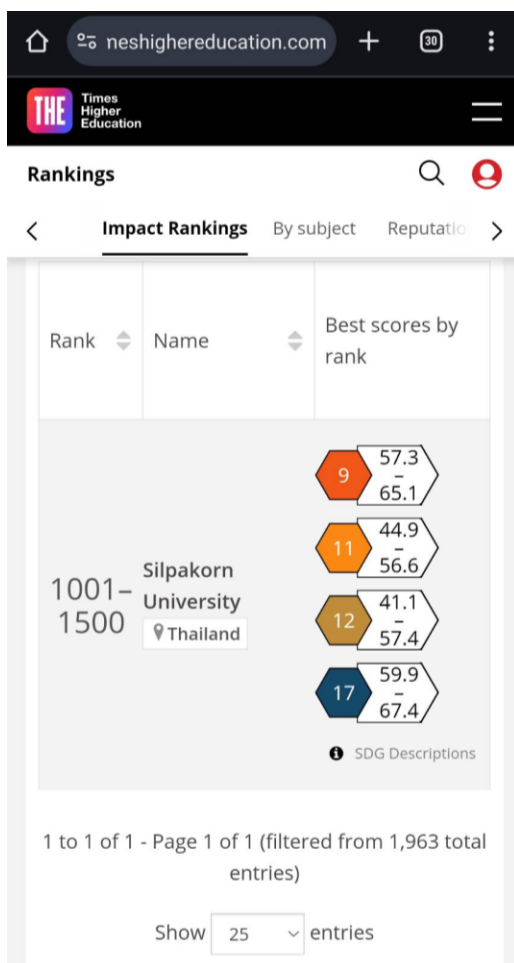 neshighereducation.com
30
THE Times
Higher
Education
Rankings
Impact Rankings By subject Reputatio
Rank Name Best scores by
rank
1001–
1500
Silpakorn
University
Thailand
9 57.3
–
65.1
11 44.9
–
56.6
12 41.1
–
57.4
17 59.9
–
67.4
SDG Descriptions
1 to 1 of 1 - Page 1 of 1 (filtered from 1,963 total
entries)
Show 25 entries